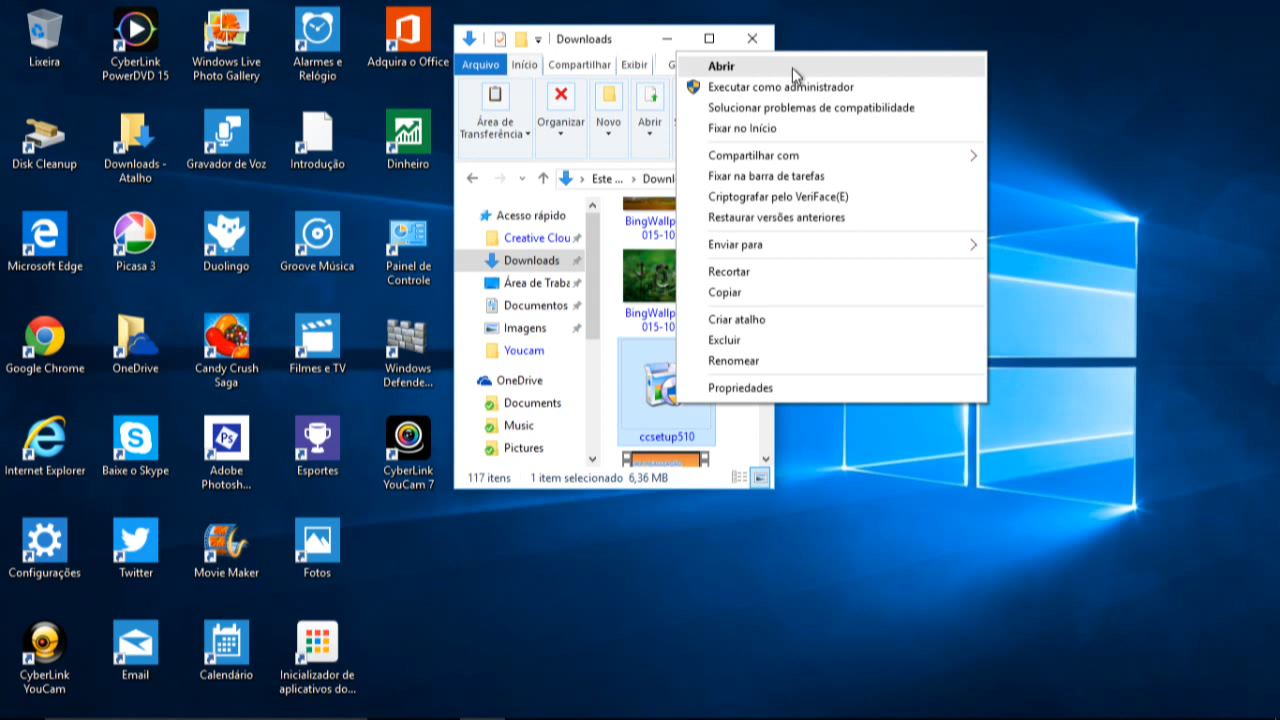 Lixeira
CyberLink
PowerDVD 15
Windows Live
Photo Gallery
Alarmes e
Relógio
Adquira o Office
Disk Cleanup
Downloads -
Atalho
Gravador de Voz
Introdução
Dinheiro
Microsoft Edge
Picasa 3
Duolingo
Groove Música
Painel de
Controle
Google Chrome
OneDrive
Candy Crush
Saga
Filmes e TV
Windows
Defende...
Internet Explorer
Baixe o Skype
Adobe
Photosh...
Esportes
CyberLink
YouCam 7
Configurações
Twitter
Movie Maker
Fotos
CyberLink
YouCam
Email
Calendário
Inicializador de
aplicativos do...
Downloads
Arquivo
Início
Compartilhar
Exibir
G
Área de
Transferência
Organizar
Novo
Abrir
Este ...
Downl
Acesso rápido
Creative Clou
Downloads
Área de Traba
Documentos
Imagens
Youcam
OneDrive
Documents
Music
Pictures
BingWallp
015-10
BingWallp
015-10
ccsetup510
117 itens
1 item selecionado 6,36 MB
Abrir
Executar como administrador
Solucionar problemas de compatibilidade
Fixar no Início
Compartilhar com
Fixar na barra de tarefas
Criptografar pelo VeriFace(E)
Restaurar versões anteriores
Enviar para
Recortar
Copiar
Criar atalho
Excluir
Renomear
Propriedades